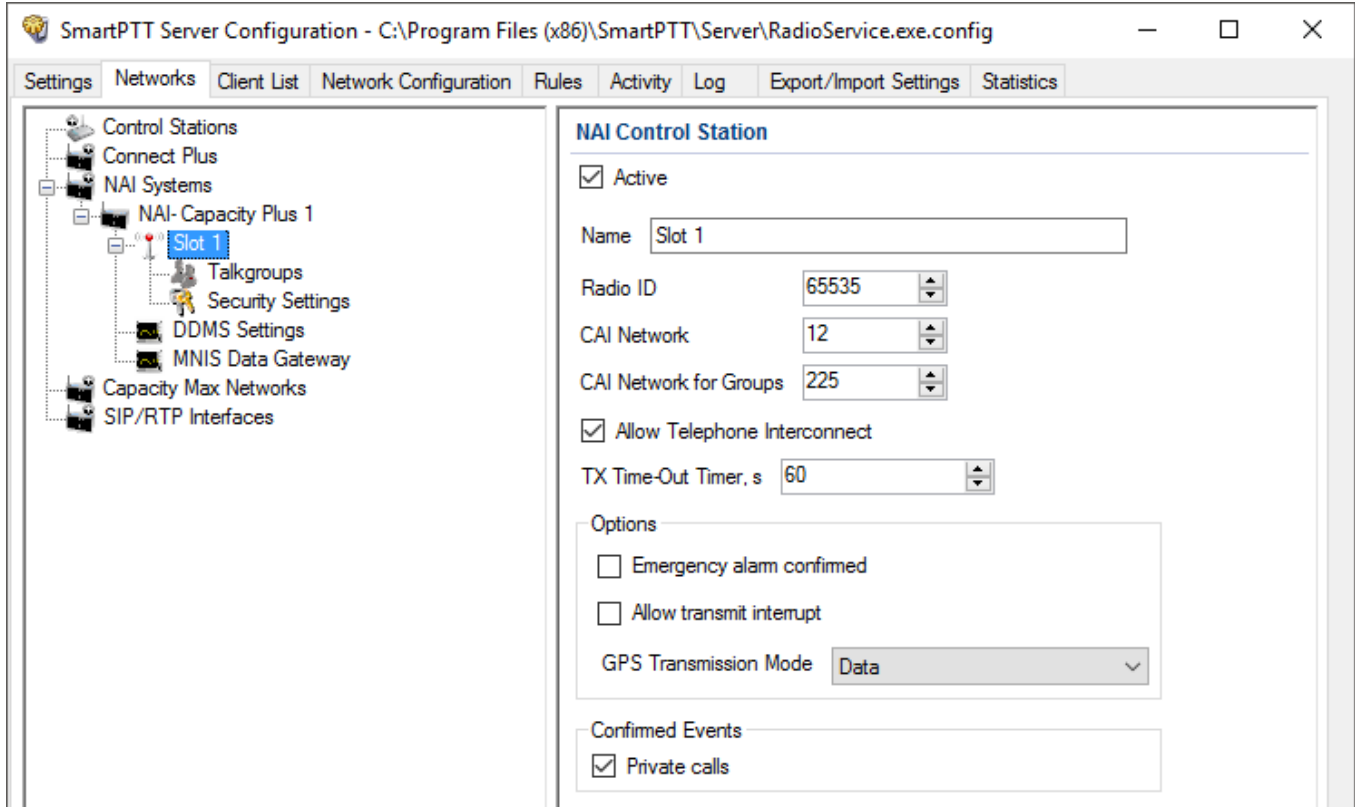 SmartPTT Server Configuration - C:\Program Files (x86)\SmartPTT\Server\RadioService.exe.config
Settings Networks Client List Network Configuration Rules Activity Log Export/Import Settings Statistics
Control Stations
Connect Plus
NAI Systems
NAI- Capacity Plus 1
Slot 1
Talkgroups
Security Settings
DDMS Settings
MNIS Data Gateway
Capacity Max Networks
SIP/RTP Interfaces
NAI Control Station
Active
Name Slot 1
Radio ID 65535
CAI Network 12
CAI Network for Groups 225
Allow Telephone Interconnect
TX Time-Out Timer, s 60
Options
Emergency alarm confirmed
Allow transmit interrupt
GPS Transmission Mode Data
Confirmed Events
Private calls